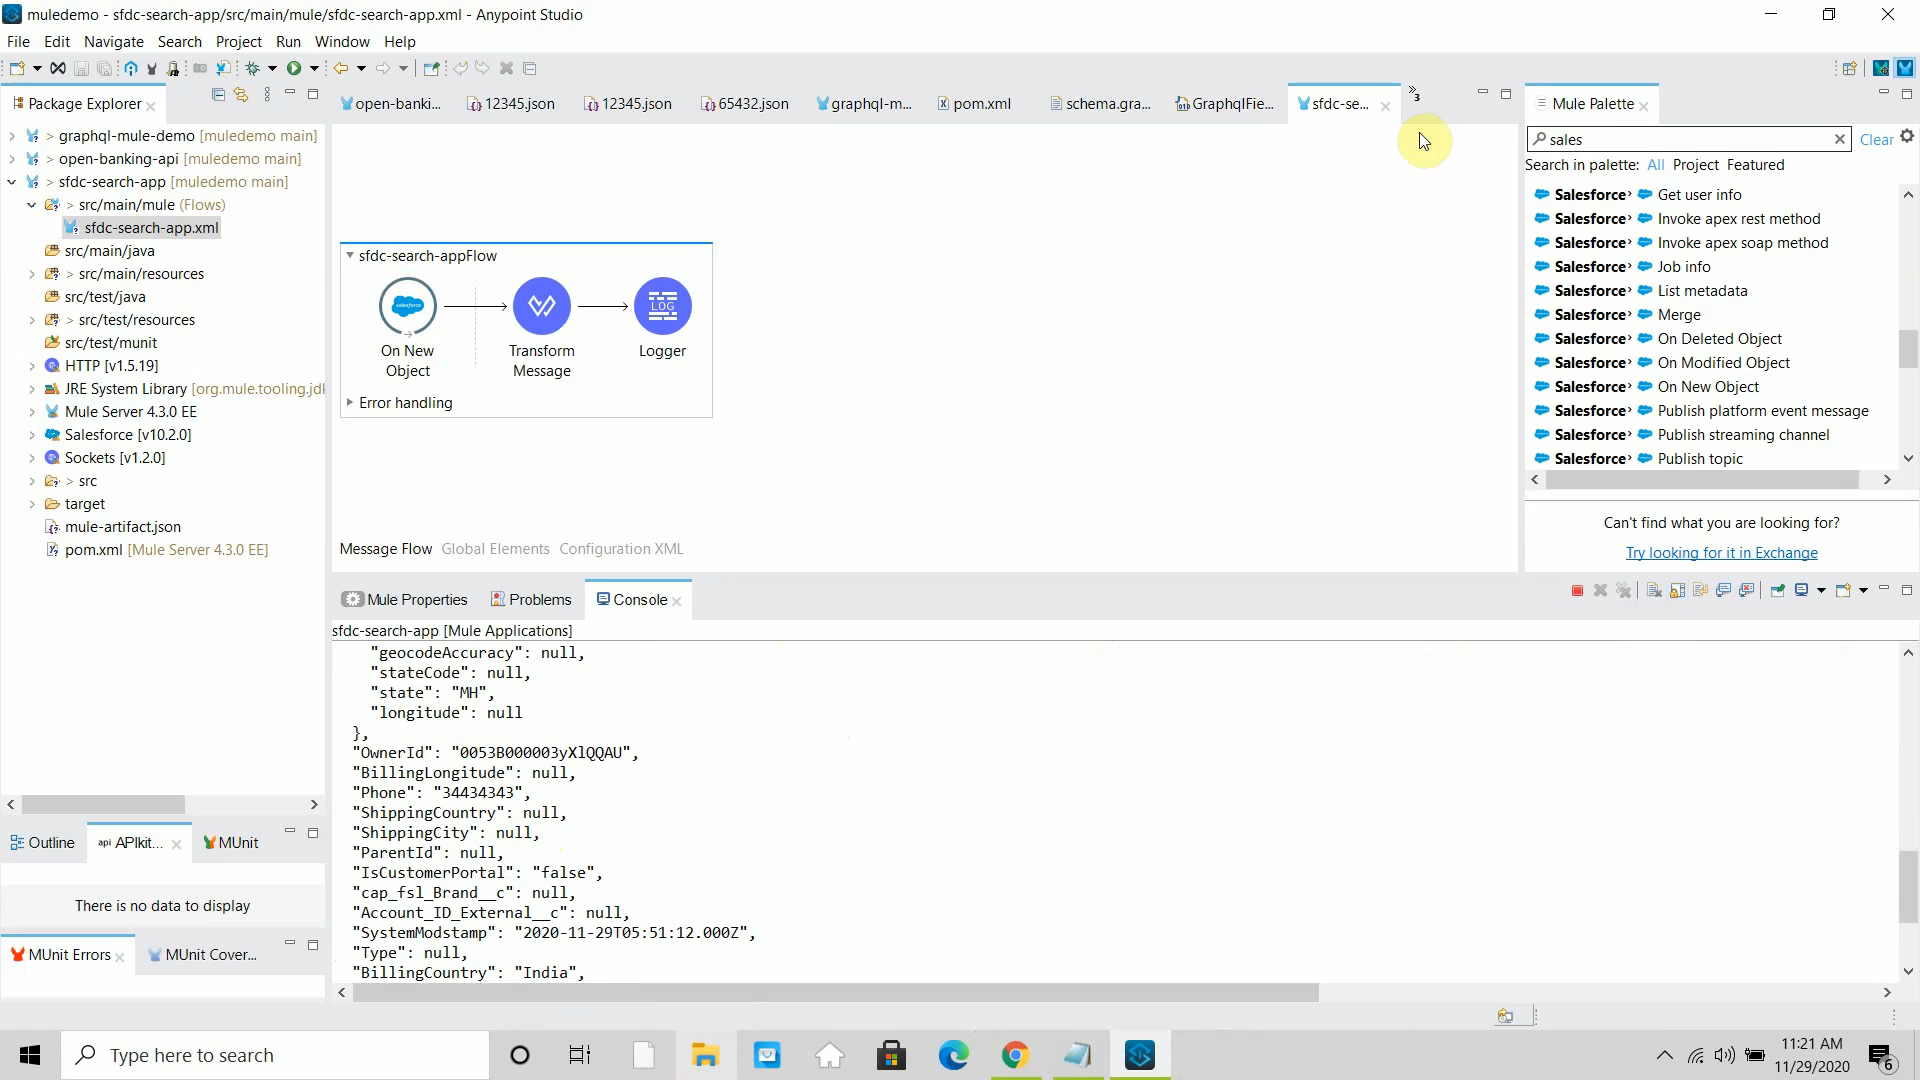 muledemo - sfdc-search-app/src/main/mule/sfdc-search-app.xml - Anypoint Studio
File Edit Navigate Search Project Run Window Help
Package Explorer
open-banki... 12345.json 12345.json 65432.json graphql-m... pom.xml schema.gra... GraphqlFie... sfdc-se... »3
Mule Palette
> graphql-mule-demo [muledemo main]
> open-banking-api [muledemo main]
> sfdc-search-app [muledemo main]
> src/main/mule (Flows)
sfdc-search-app.xml
src/main/java
> src/main/resources
src/test/java
> src/test/resources
src/test/munit
HTTP [v1.5.19]
JRE System Library [org.mule.tooling.jdk
Mule Server 4.3.0 EE
Salesforce [v10.2.0]
Sockets [v1.2.0]
> src
target
mule-artifact.json
pom.xml [Mule Server 4.3.0 EE]
sfdc-search-appFlow
salesforce
LOG
On New Object
Transform Message
Logger
Error handling
Message Flow Global Elements Configuration XML
sales
Clear
Search in palette: All Project Featured
Salesforce› Get user info
Salesforce› Invoke apex rest method
Salesforce› Invoke apex soap method
Salesforce› Job info
Salesforce› List metadata
Salesforce› Merge
Salesforce› On Deleted Object
Salesforce› On Modified Object
Salesforce› On New Object
Salesforce› Publish platform event message
Salesforce› Publish streaming channel
Salesforce› Publish topic
Can't find what you are looking for?
Try looking for it in Exchange
Mule Properties Problems Console
sfdc-search-app [Mule Applications]
"geocodeAccuracy": null,
"stateCode": null,
"state": "MH",
"longitude": null
},
"OwnerId": "0053B000003yXlQQAU",
"BillingLongitude": null,
"Phone": "34434343",
"ShippingCountry": null,
"ShippingCity": null,
"ParentId": null,
"IsCustomerPortal": "false",
"cap_fsl_Brand__c": null,
"Account_ID_External__c": null,
"SystemModstamp": "2020-11-29T05:51:12.000Z",
"Type": null,
"BillingCountry": "India",
Outline api APIkit... MUnit
There is no data to display
MUnit Errors MUnit Cover...
Type here to search
11:21 AM
11/29/2020
6